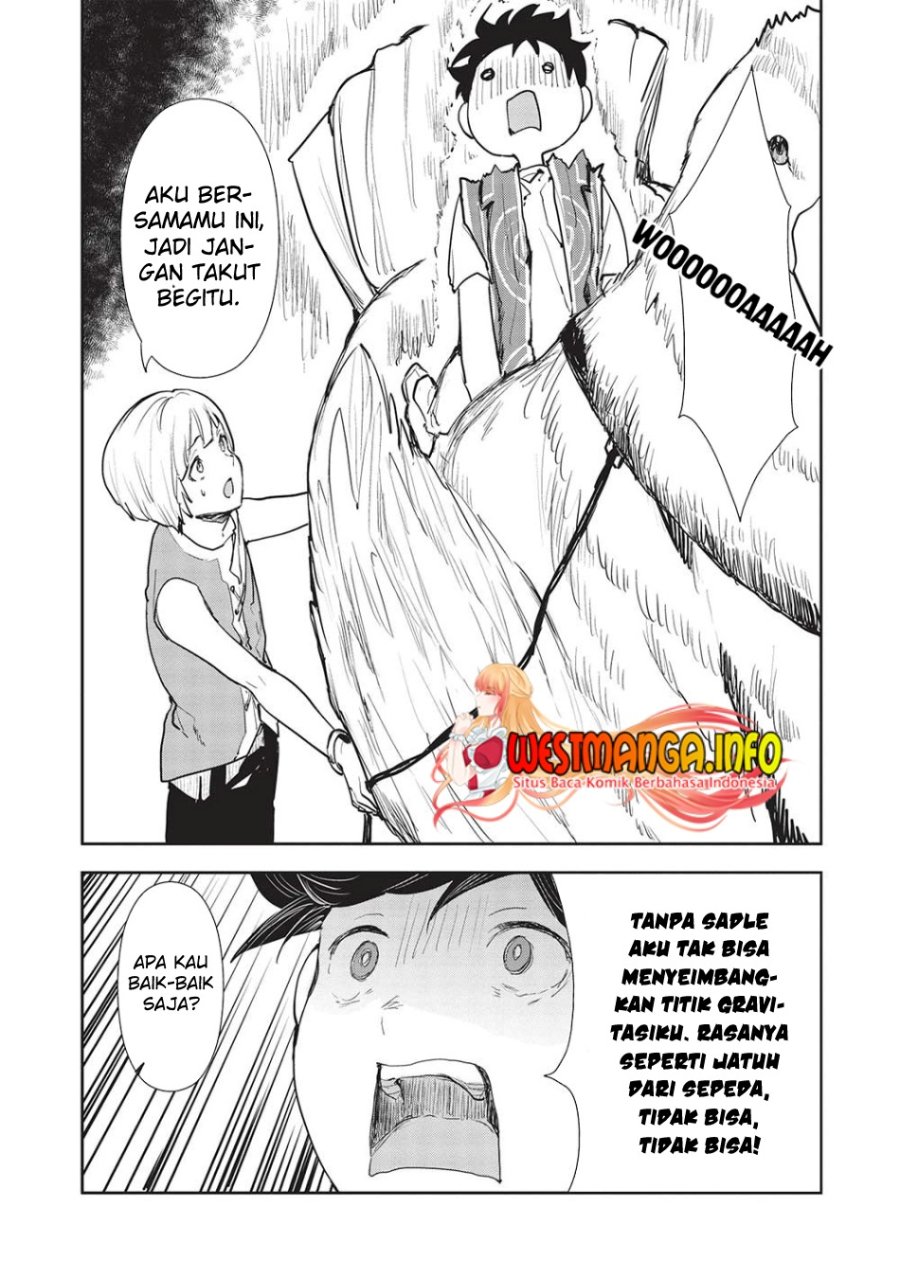 AKU BER-
SAMAMU INI,
JADI JAN-
GAN TAKUT
BEGITU.
WOOOOOOAAAAAH
WESTMANGA.INFO
Situs Baca Komik Berbahasa Indonesia
APA KAU
BAIK-BAIK
SAJA?
TANPA SADLE
AKU TAK BISA
MENYEIMBANG-
KAN TITIK GRAVI-
TASIKU. RASANYA
SEPERTI JATUH
DARI SEPEDA,
TIDAK BISA,
TIDAK BISA!